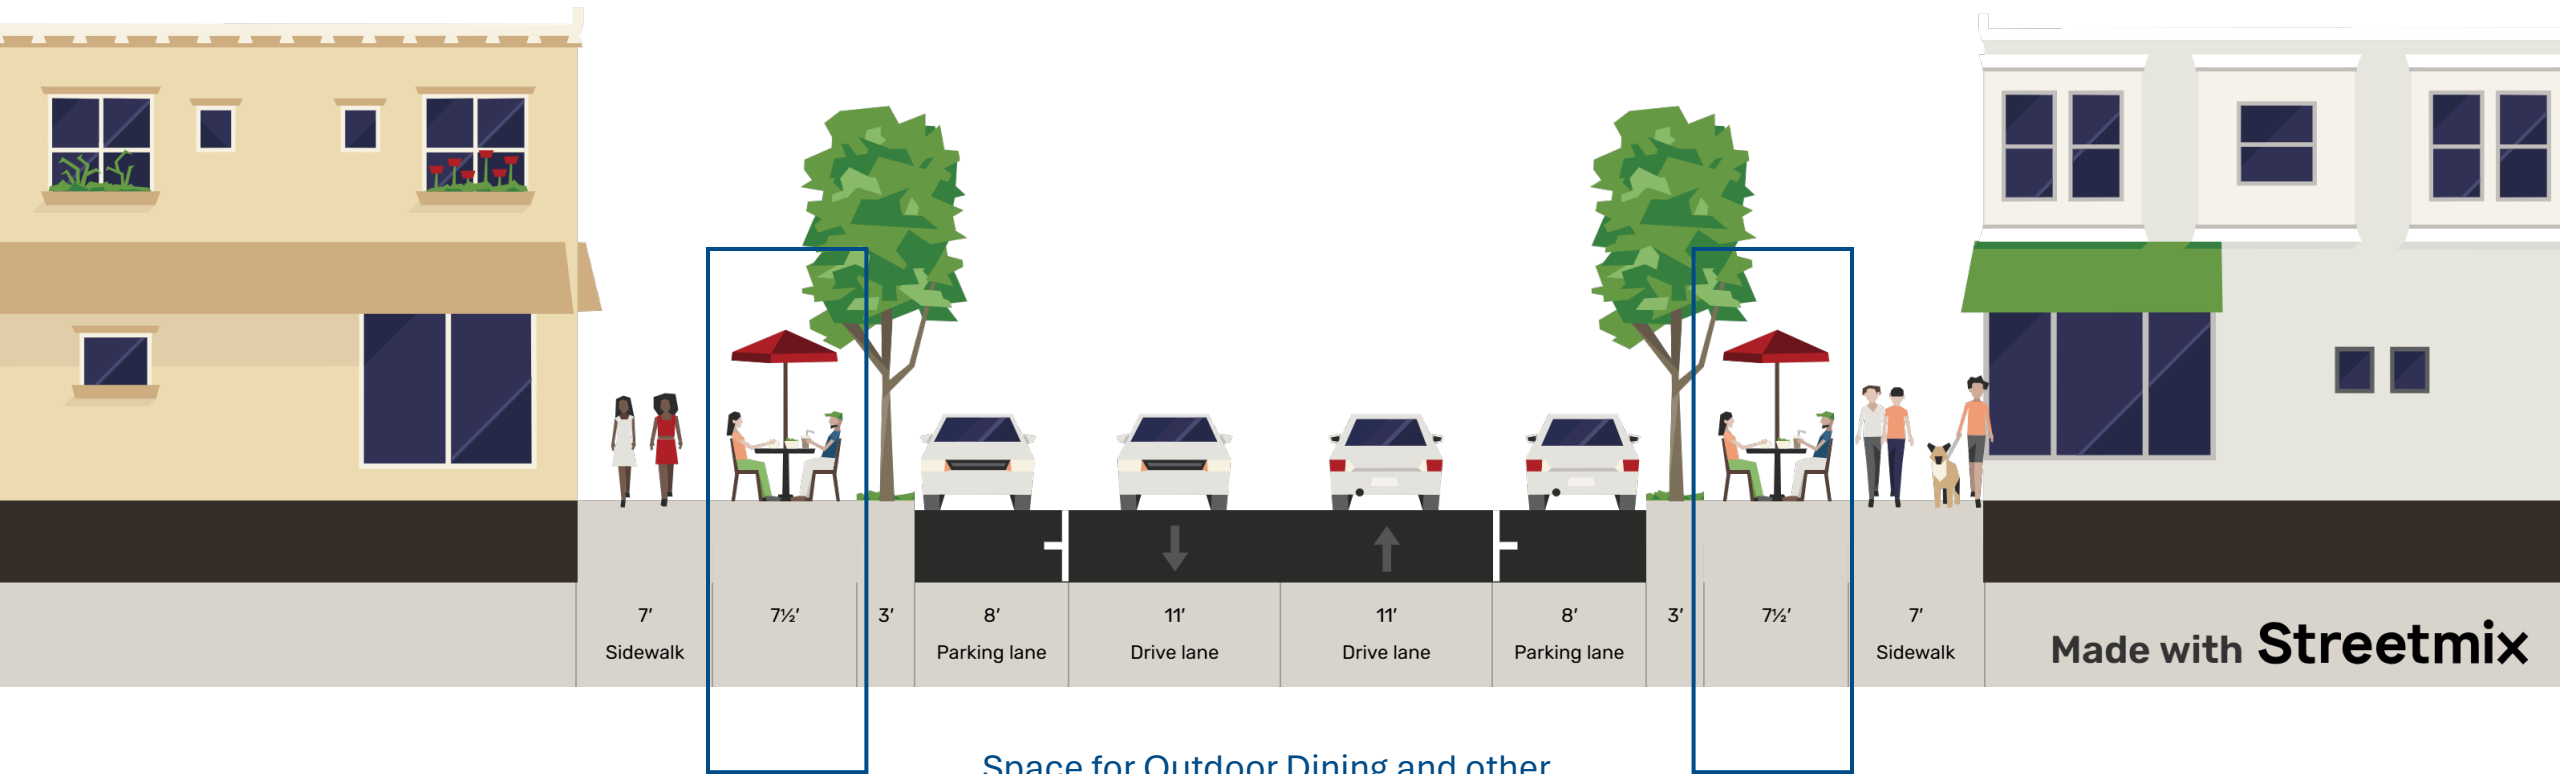 7′ 7½′ 3′ 8′ 11′ 11′ 8′ 3′ 7½′ 7′
Sidewalk Parking lane Drive lane Drive lane Parking lane Sidewalk
Made with Streetmix
Space for Outdoor Dining and other